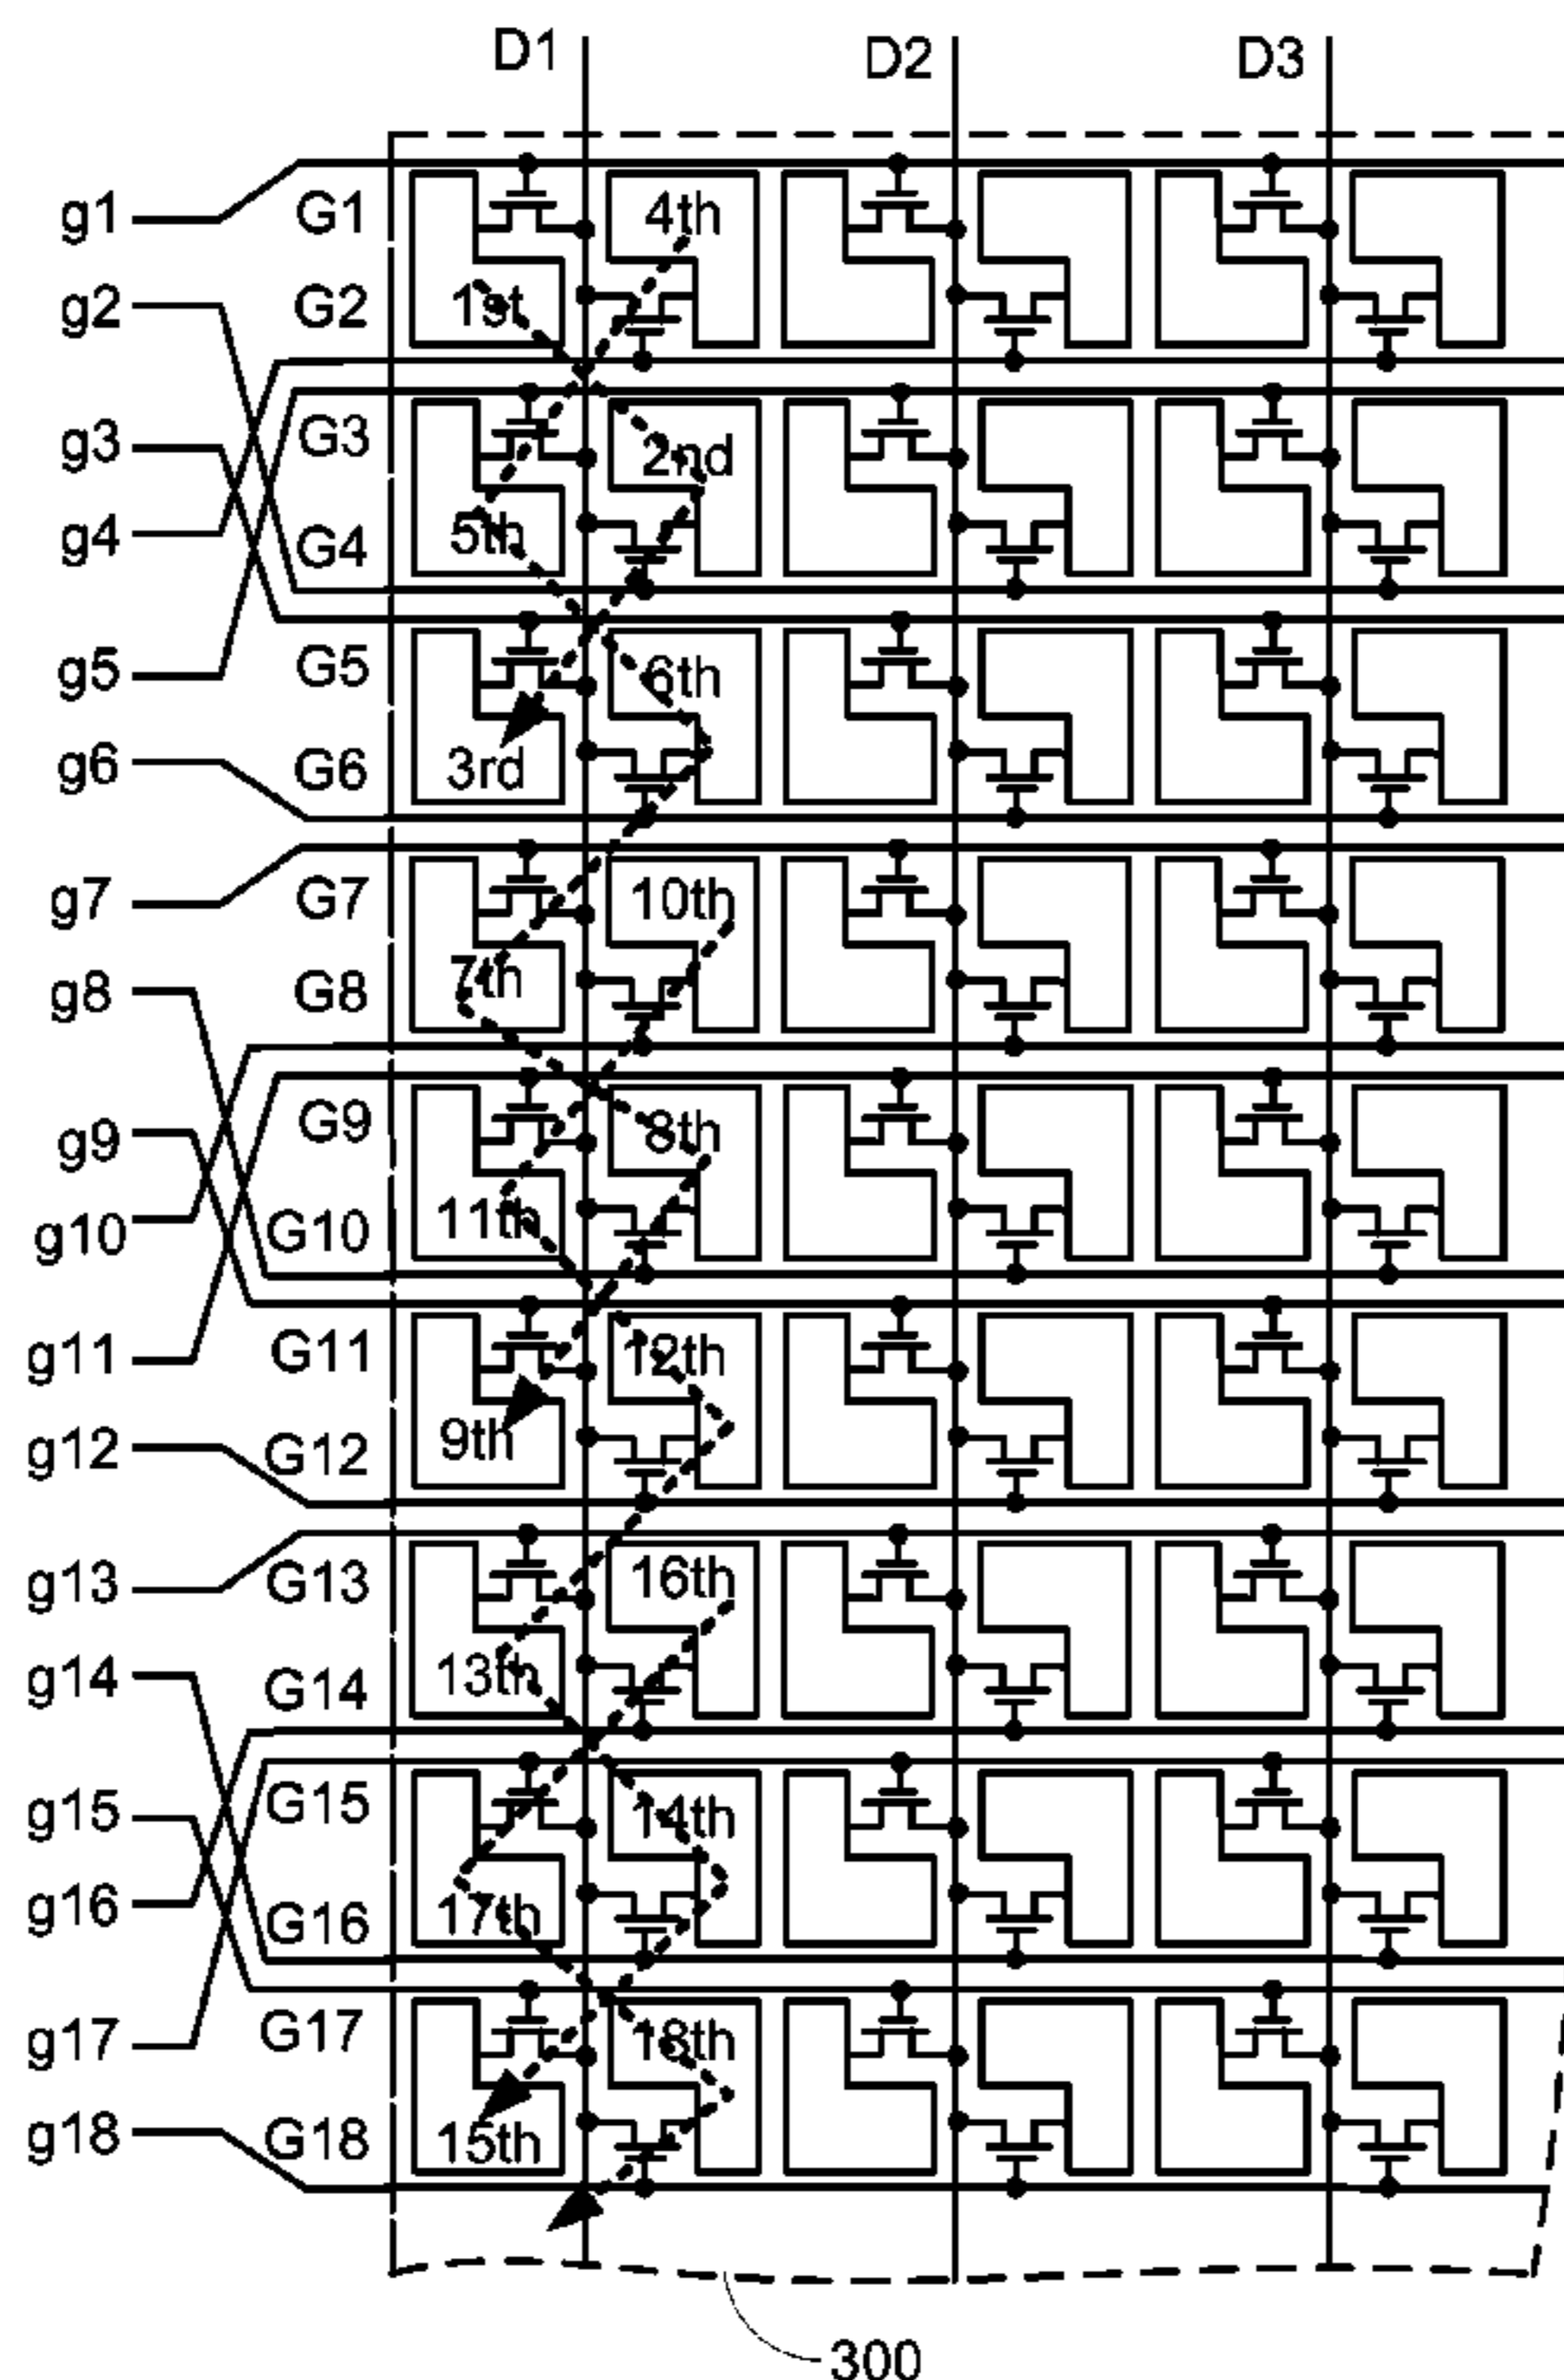 D1 D2 D3
g1 G1 4th
g2 G2 1st
g3 G3 2nd
g4 G4 5th
g5 G5 6th
g6 G6 3rd
g7 G7 10th
g8 G8 7th
g9 G9 8th
g10 G10 11th
g11 G11 12th
g12 G12 9th
g13 G13 16th
g14 G14 13th
g15 G15 14th
g16 G16 17th
g17 G17 18th
g18 G18 15th
300